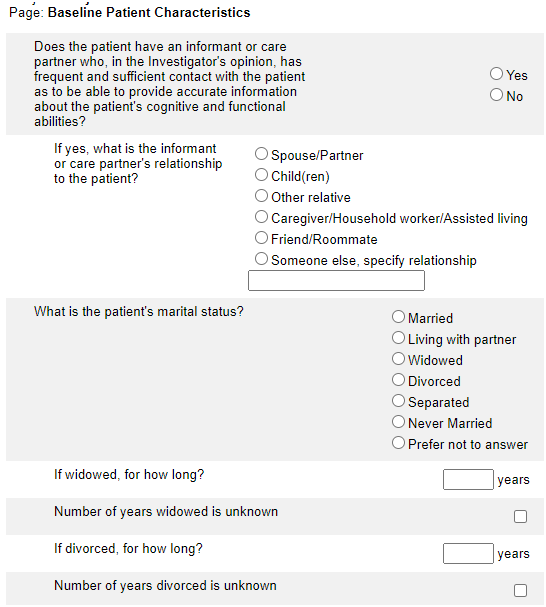 Page: Baseline Patient Characteristics
Does the patient have an informant or care
partner who, in the Investigator's opinion, has
frequent and sufficient contact with the patient
as to be able to provide accurate information
about the patient's cognitive and functional
abilities?
Yes
No
If yes, what is the informant
or care partner's relationship
to the patient?
Spouse/Partner
Child(ren)
Other relative
Caregiver/Household worker/Assisted living
Friend/Roommate
Someone else, specify relationship
What is the patient's marital status?
Married
Living with partner
Widowed
Divorced
Separated
Never Married
Prefer not to answer
If widowed, for how long?
years
Number of years widowed is unknown
If divorced, for how long?
years
Number of years divorced is unknown